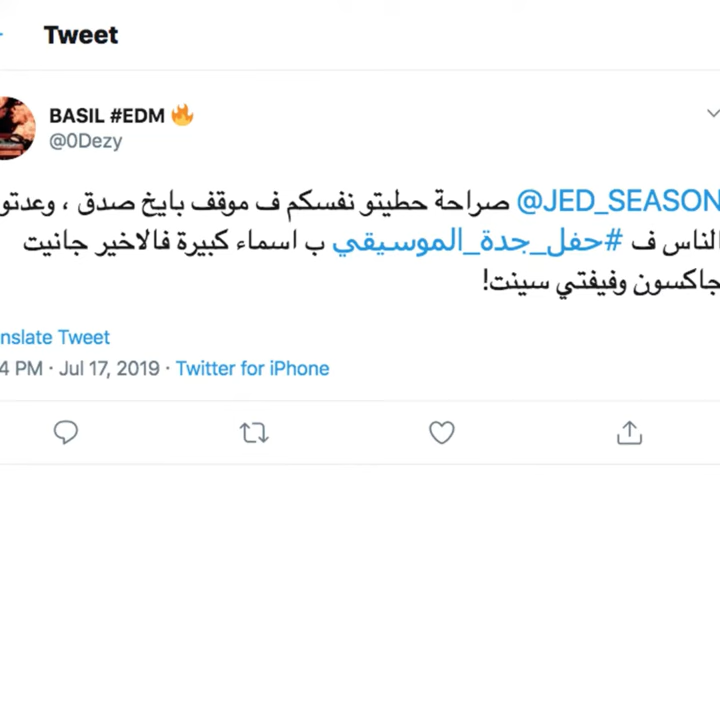 Tweet
BASIL #EDM 🔥
@0Dezy
@JED_SEASON صراحة حطيتو نفسكم ف موقف بايخ صدق ، وعدتو
الناس ف #حفل_جدة_الموسيقي ب اسماء كبيرة فالاخير جانيت
جاكسون وفيفتي سينت!
nslate Tweet
4 PM · Jul 17, 2019 · Twitter for iPhone